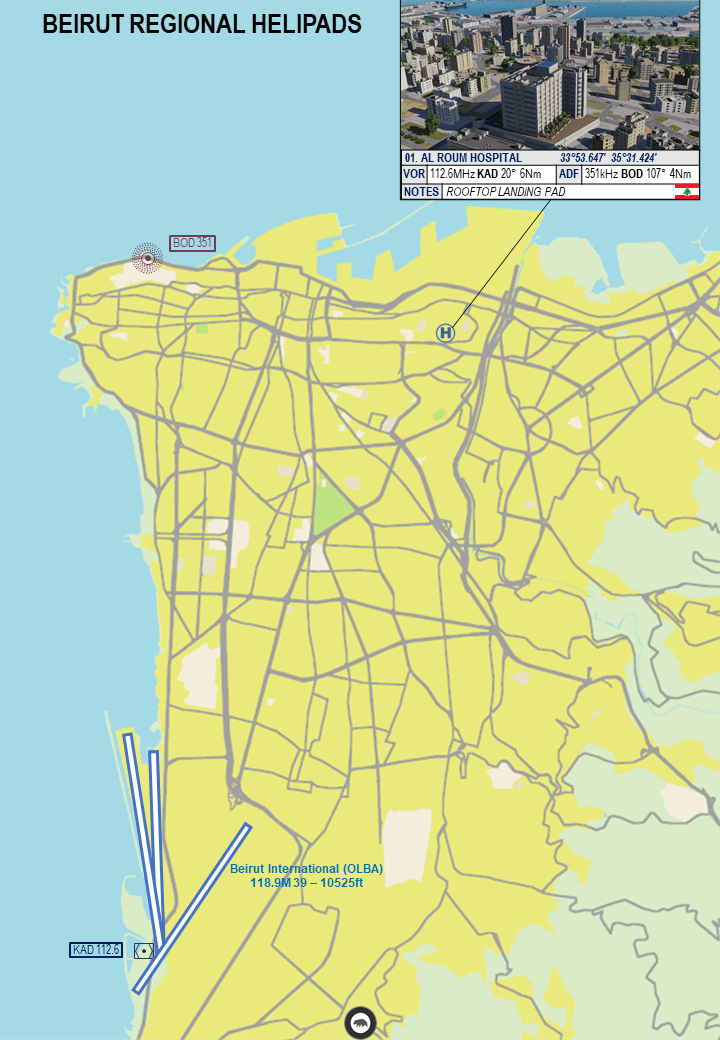 BEIRUT REGIONAL HELIPADS
01. AL ROUM HOSPITAL 33°53.647' 35°31.424'
VOR 112.6MHz KAD 20° 6Nm ADF 351kHz BOD 107° 4Nm
NOTES ROOFTOP LANDING PAD
BOD 351
H
Beirut International (OLBA)
118.9M 39 – 10525ft
KAD 112.6